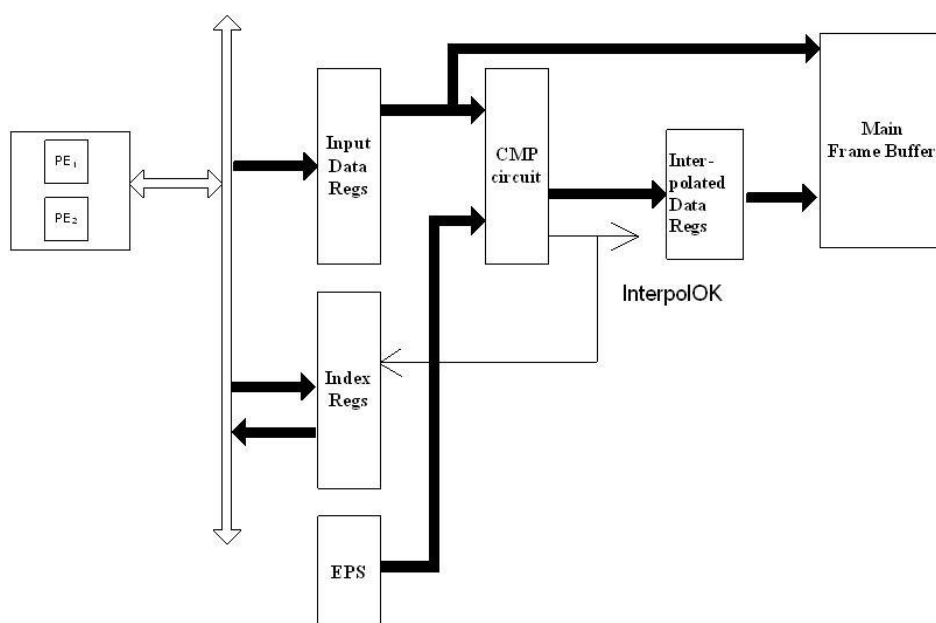 PE₁
PE₂
Input
Data
Regs
CMP
circuit
Inter-
polated
Data
Regs
Main
Frame Buffer
InterpolOK
Index
Regs
EPS